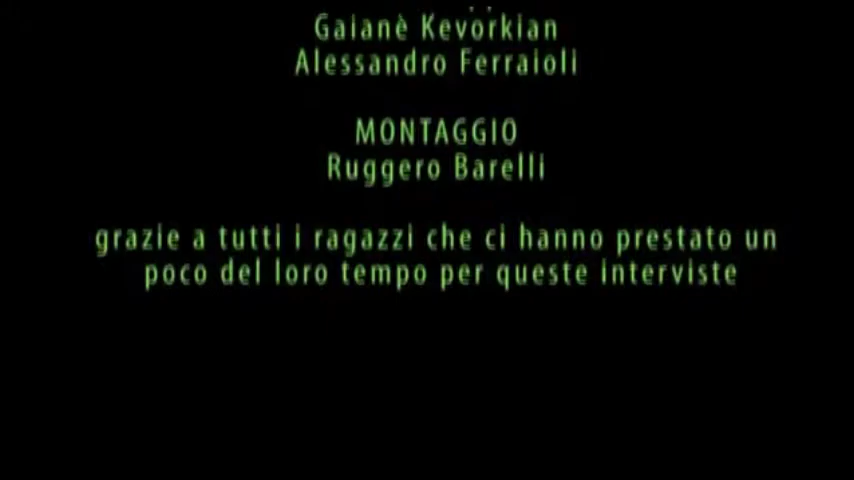 Gaianè Kevorkian
Alessandro Ferraioli
MONTAGGIO
Ruggero Barelli
grazie a tutti i ragazzi che ci hanno prestato un
poco del loro tempo per queste interviste